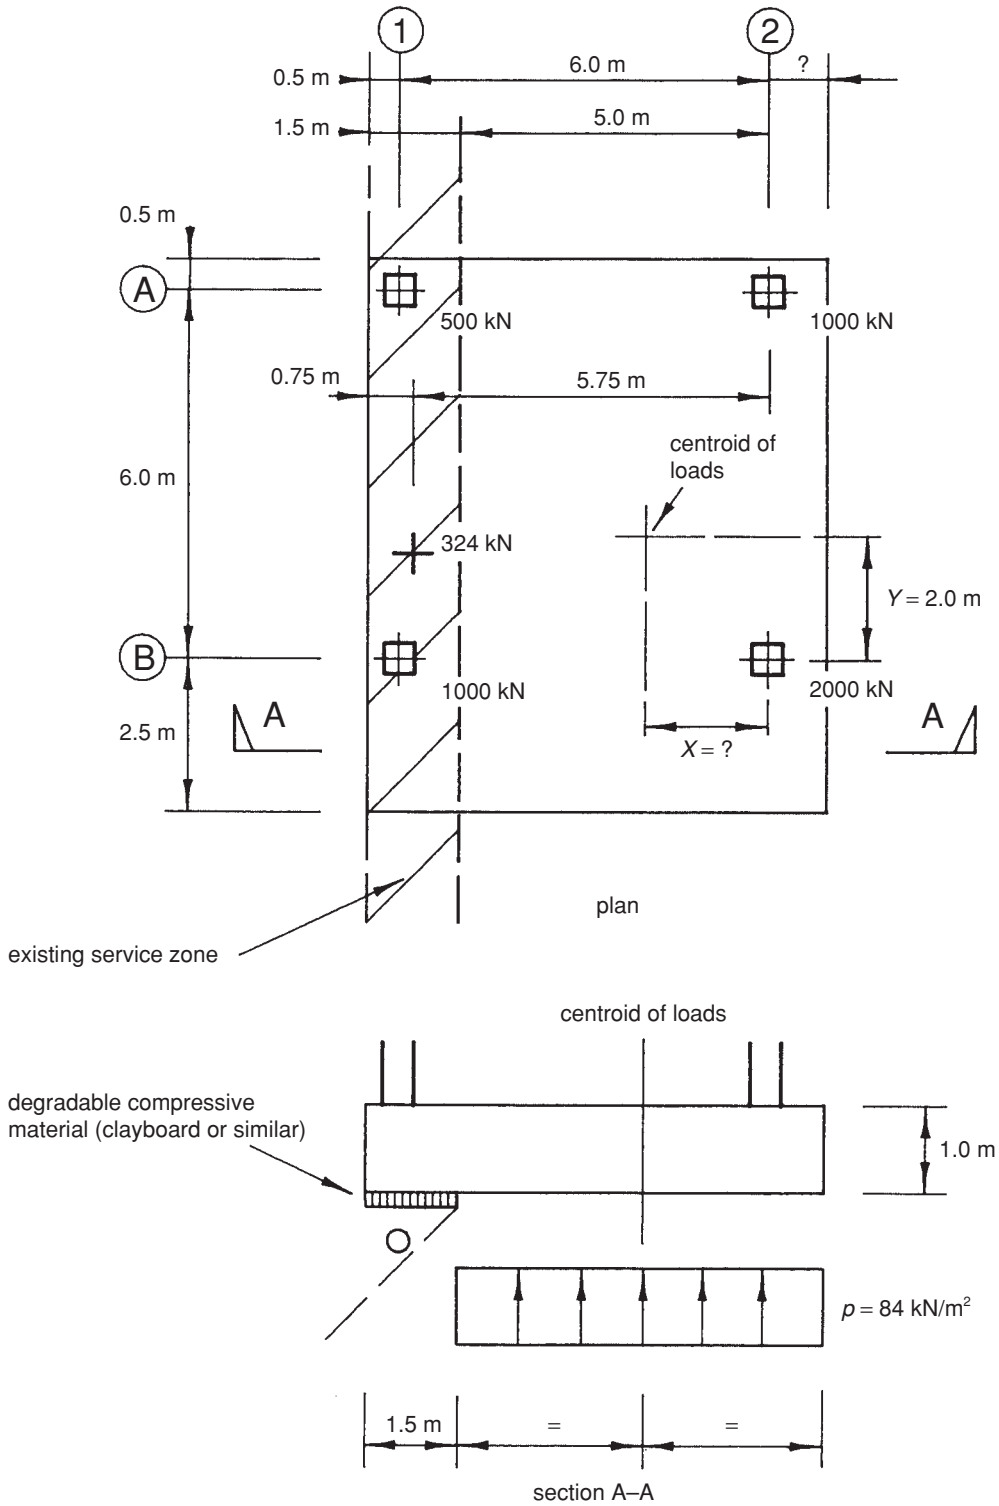 1
2
0.5 m
6.0 m
?
1.5 m
5.0 m
0.5 m
A
500 kN
1000 kN
0.75 m
5.75 m
centroid of
loads
6.0 m
324 kN
Y = 2.0 m
B
1000 kN
2000 kN
2.5 m
A
A
X = ?
plan
existing service zone
centroid of loads
degradable compressive
material (clayboard or similar)
1.0 m
p = 84 kN/m²
1.5 m
=
=
section A–A